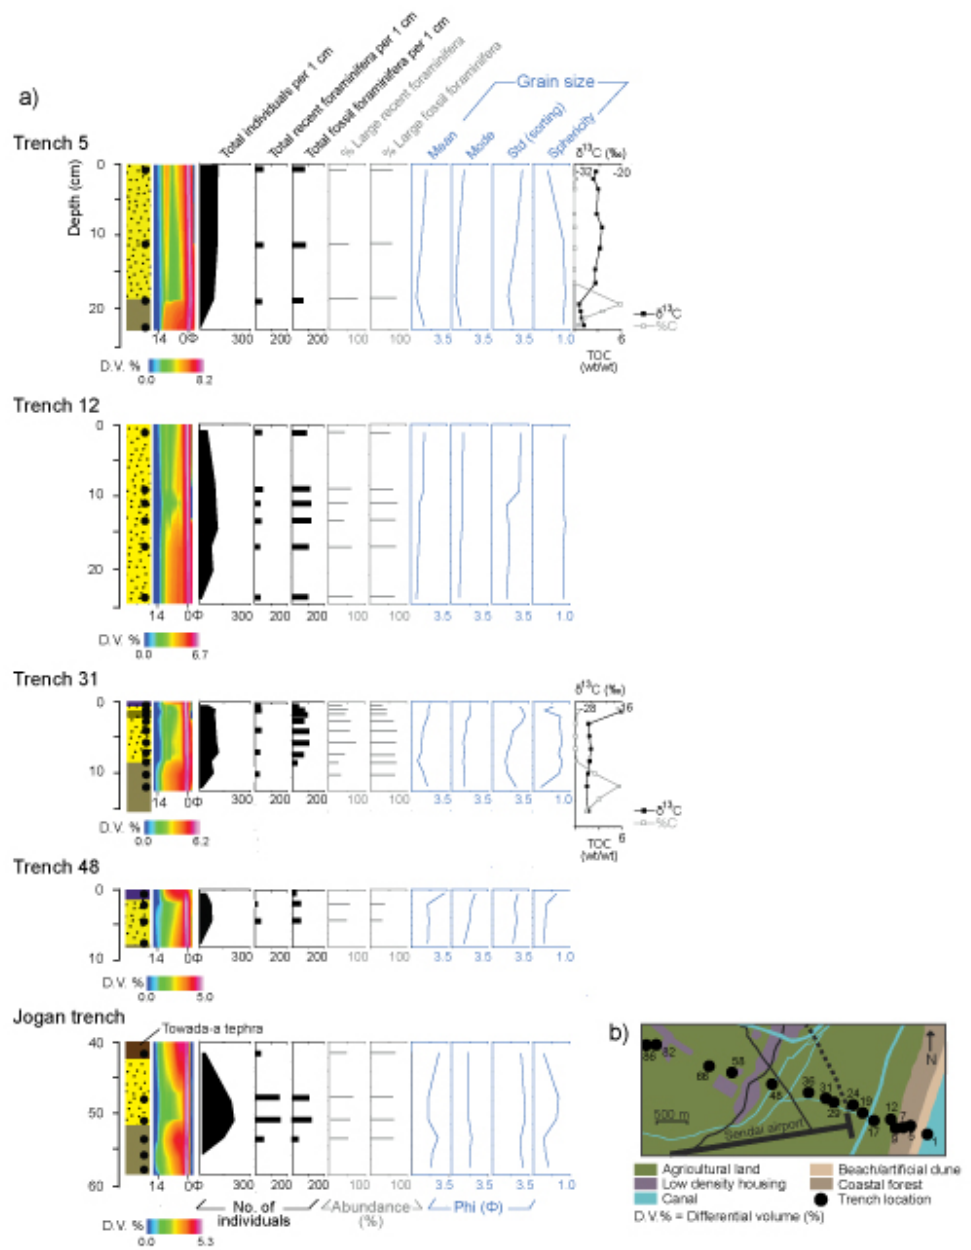 a)
Total individuals per 1 cm
Total recent foraminifera per 1 cm
Total fossil foraminifera per 1 cm
% Large recent foraminifera
% Large fossil foraminifera
Grain size
Mean
Mode
Std (sorting)
Sphericity
Trench 5
δ¹³C (‰)
-32 -20
Depth (cm)
0
10
20
14 0Φ 300 200 200 100 100 3.5 3.5 3.5 1.0 6
TOC
(wt/wt)
δ¹³C
%C
D.V. %
0.0 8.2
Trench 12
0
10
20
14 0Φ 300 200 200 100 100 3.5 3.5 3.5 1.0
D.V. %
0.0 6.7
Trench 31
δ¹³C (‰)
-28 -16
0
10
14 0Φ 300 200 200 100 100 3.5 3.5 3.5 1.0 6
TOC
(wt/wt)
δ¹³C
%C
D.V. %
0.0 6.2
Trench 48
0
10
14 0Φ 300 200 200 100 100 3.5 3.5 3.5 1.0
D.V. %
0.0 5.0
Jogan trench
Towada-a tephra
40
50
60
14 0Φ 300 200 200 100 100 3.5 3.5 3.5 1.0
No. of
individuals
Abundance
(%)
Phi (Φ)
D.V. %
0.0 5.3
b)
N
86 82
66
58
48
36
31
29
24
19
17
12
9
7
5
1
500 m
Sendai airport
Agricultural land
Low density housing
Canal
Beach/artificial dune
Coastal forest
Trench location
D.V.% = Differential volume (%)